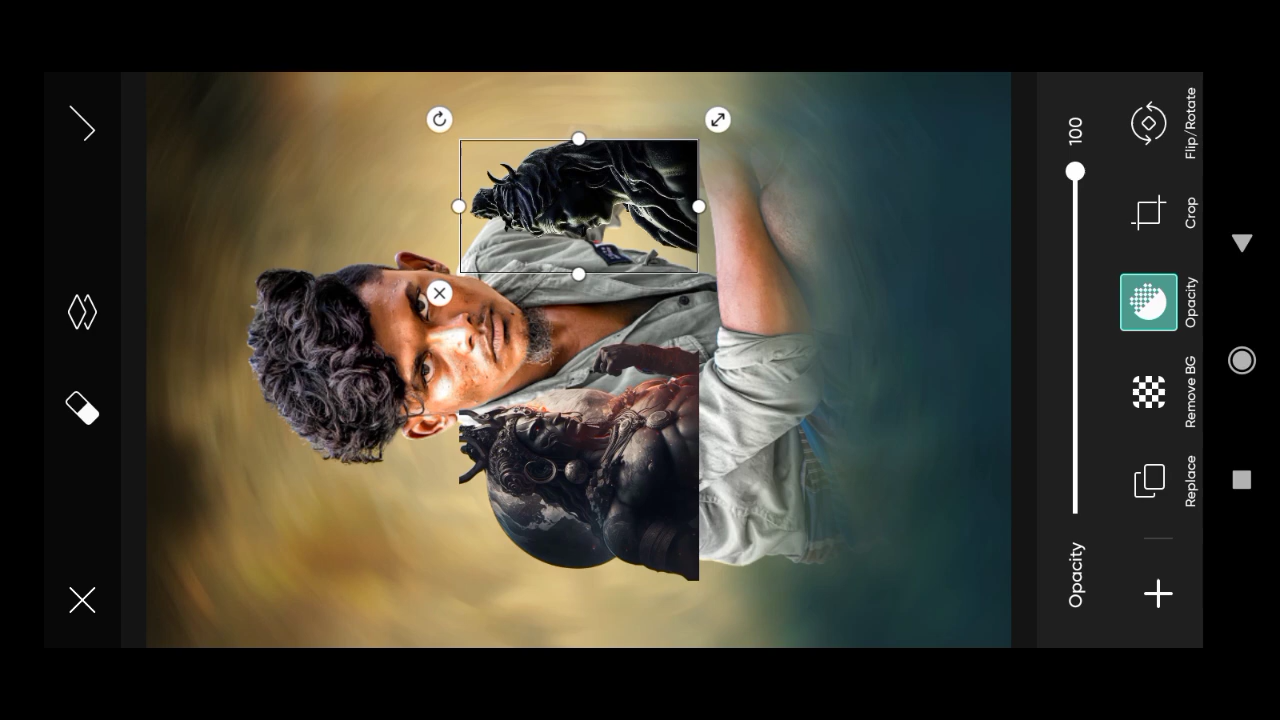 Opacity
100
Replace
Remove BG
Opacity
Crop
Flip/Rotate